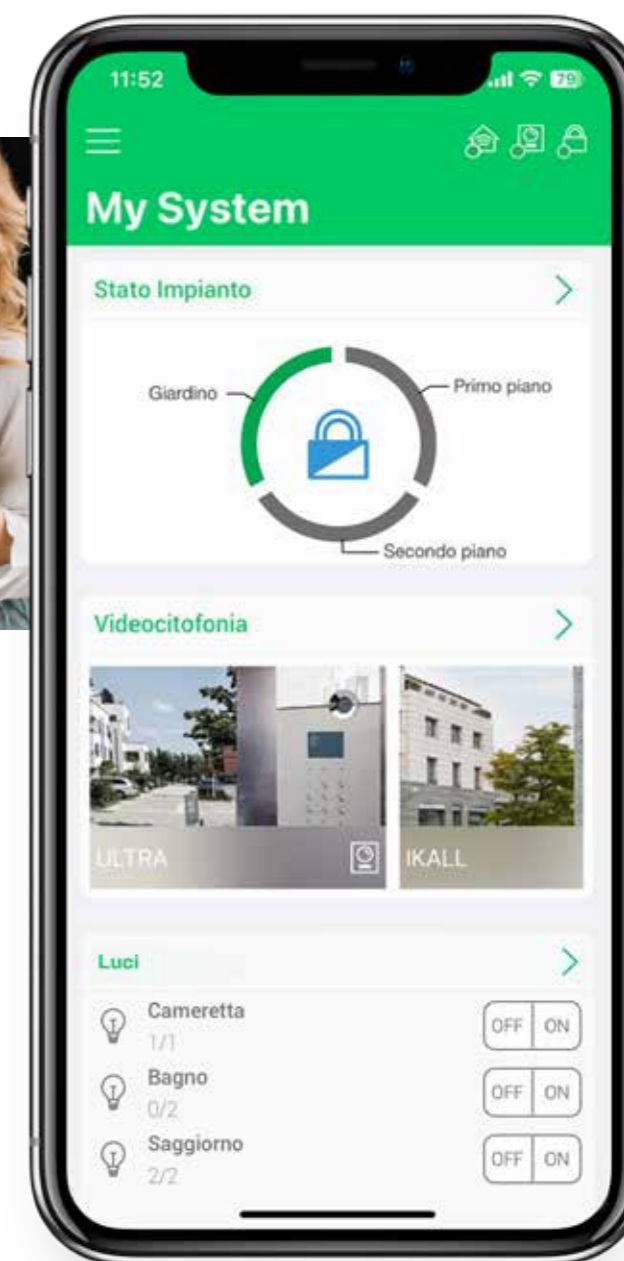 11:52
79
My System
Stato Impianto
Giardino
Primo piano
Secondo piano
Videocitofonia
ULTRA
IKALL
Luci
Cameretta
1/1
OFF ON
Bagno
0/2
OFF ON
Saggiorno
2/2
OFF ON